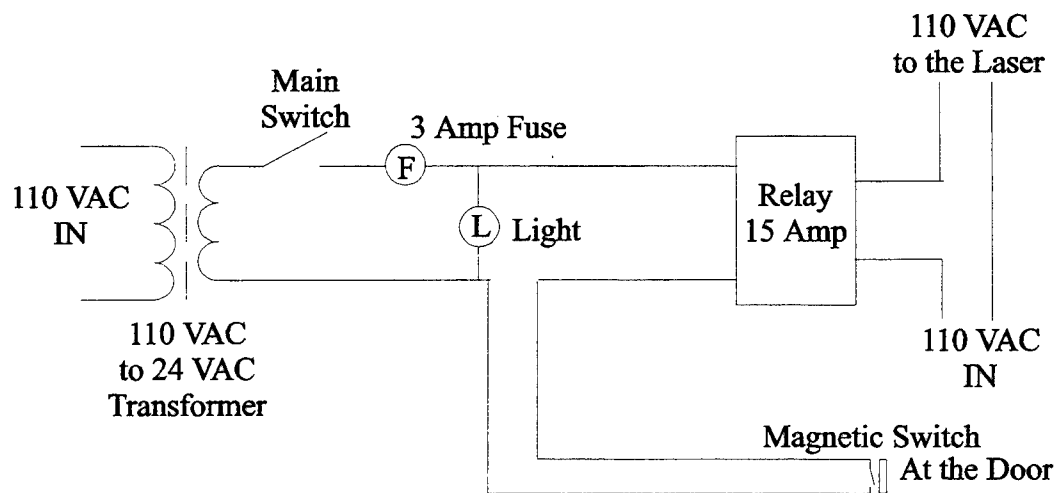 110 VAC
to the Laser
Main
Switch
3 Amp Fuse
F
110 VAC
IN
L
Light
Relay
15 Amp
110 VAC
to 24 VAC
Transformer
110 VAC
IN
Magnetic Switch
At the Door